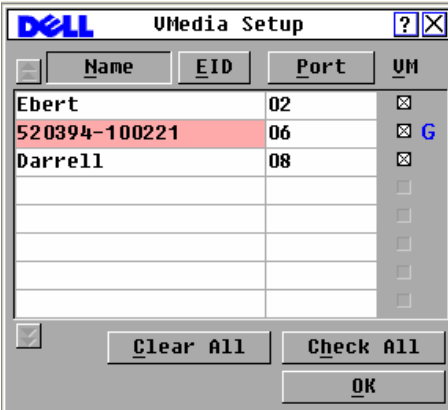 DELL VMedia Setup ? X
Name EID Port VM
Ebert 02
520394-100221 06 G
Darrell 08
Clear All Check All
OK